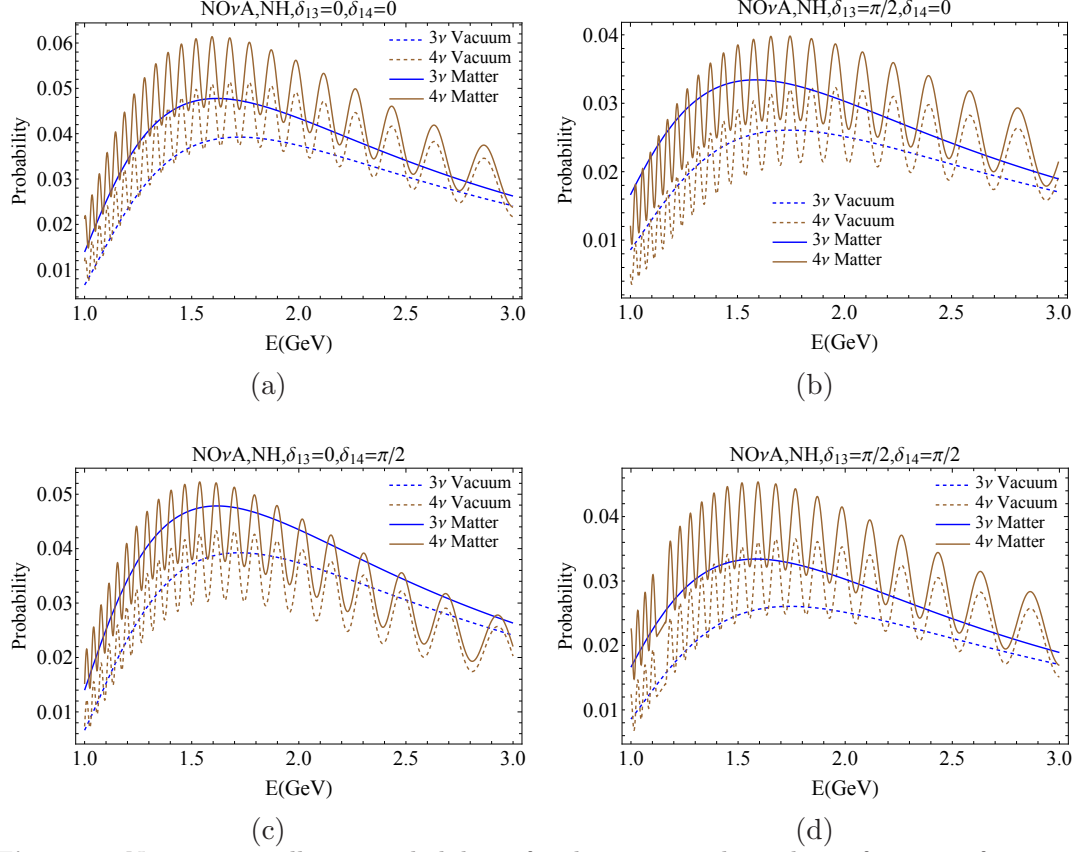 NOνA,NH,δ13=0,δ14=0
3ν Vacuum
4ν Vacuum
3ν Matter
4ν Matter
Probability
0.06
0.05
0.04
0.03
0.02
0.01
1.0 1.5 2.0 2.5 3.0
E(GeV)
(a)
NOνA,NH,δ13=π/2,δ14=0
0.04
0.03
0.02
0.01
Probability
3ν Vacuum
4ν Vacuum
3ν Matter
4ν Matter
1.0 1.5 2.0 2.5 3.0
E(GeV)
(b)
NOνA,NH,δ13=0,δ14=π/2
3ν Vacuum
4ν Vacuum
3ν Matter
4ν Matter
Probability
0.05
0.04
0.03
0.02
0.01
1.0 1.5 2.0 2.5 3.0
E(GeV)
(c)
NOνA,NH,δ13=π/2,δ14=π/2
3ν Vacuum
4ν Vacuum
3ν Matter
4ν Matter
Probability
0.04
0.03
0.02
0.01
1.0 1.5 2.0 2.5 3.0
E(GeV)
(d)